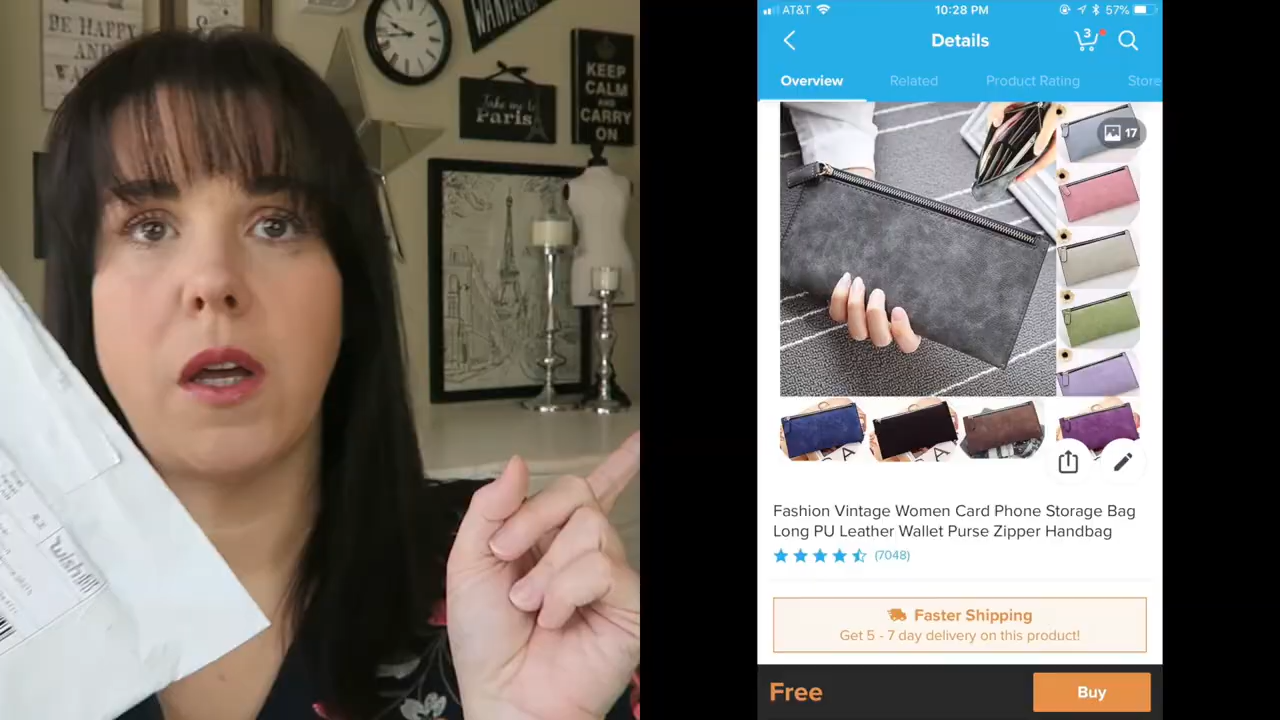 BE HAPPY
AND
WANDERLUST
KEEP
CALM
AND
CARRY
ON
Take me to
Paris
wish
AT&T
10:28 PM
57%
Details
3
Overview
Related
Product Rating
Store
17
Fashion Vintage Women Card Phone Storage Bag
Long PU Leather Wallet Purse Zipper Handbag
(7048)
Faster Shipping
Get 5 - 7 day delivery on this product!
Free
Buy